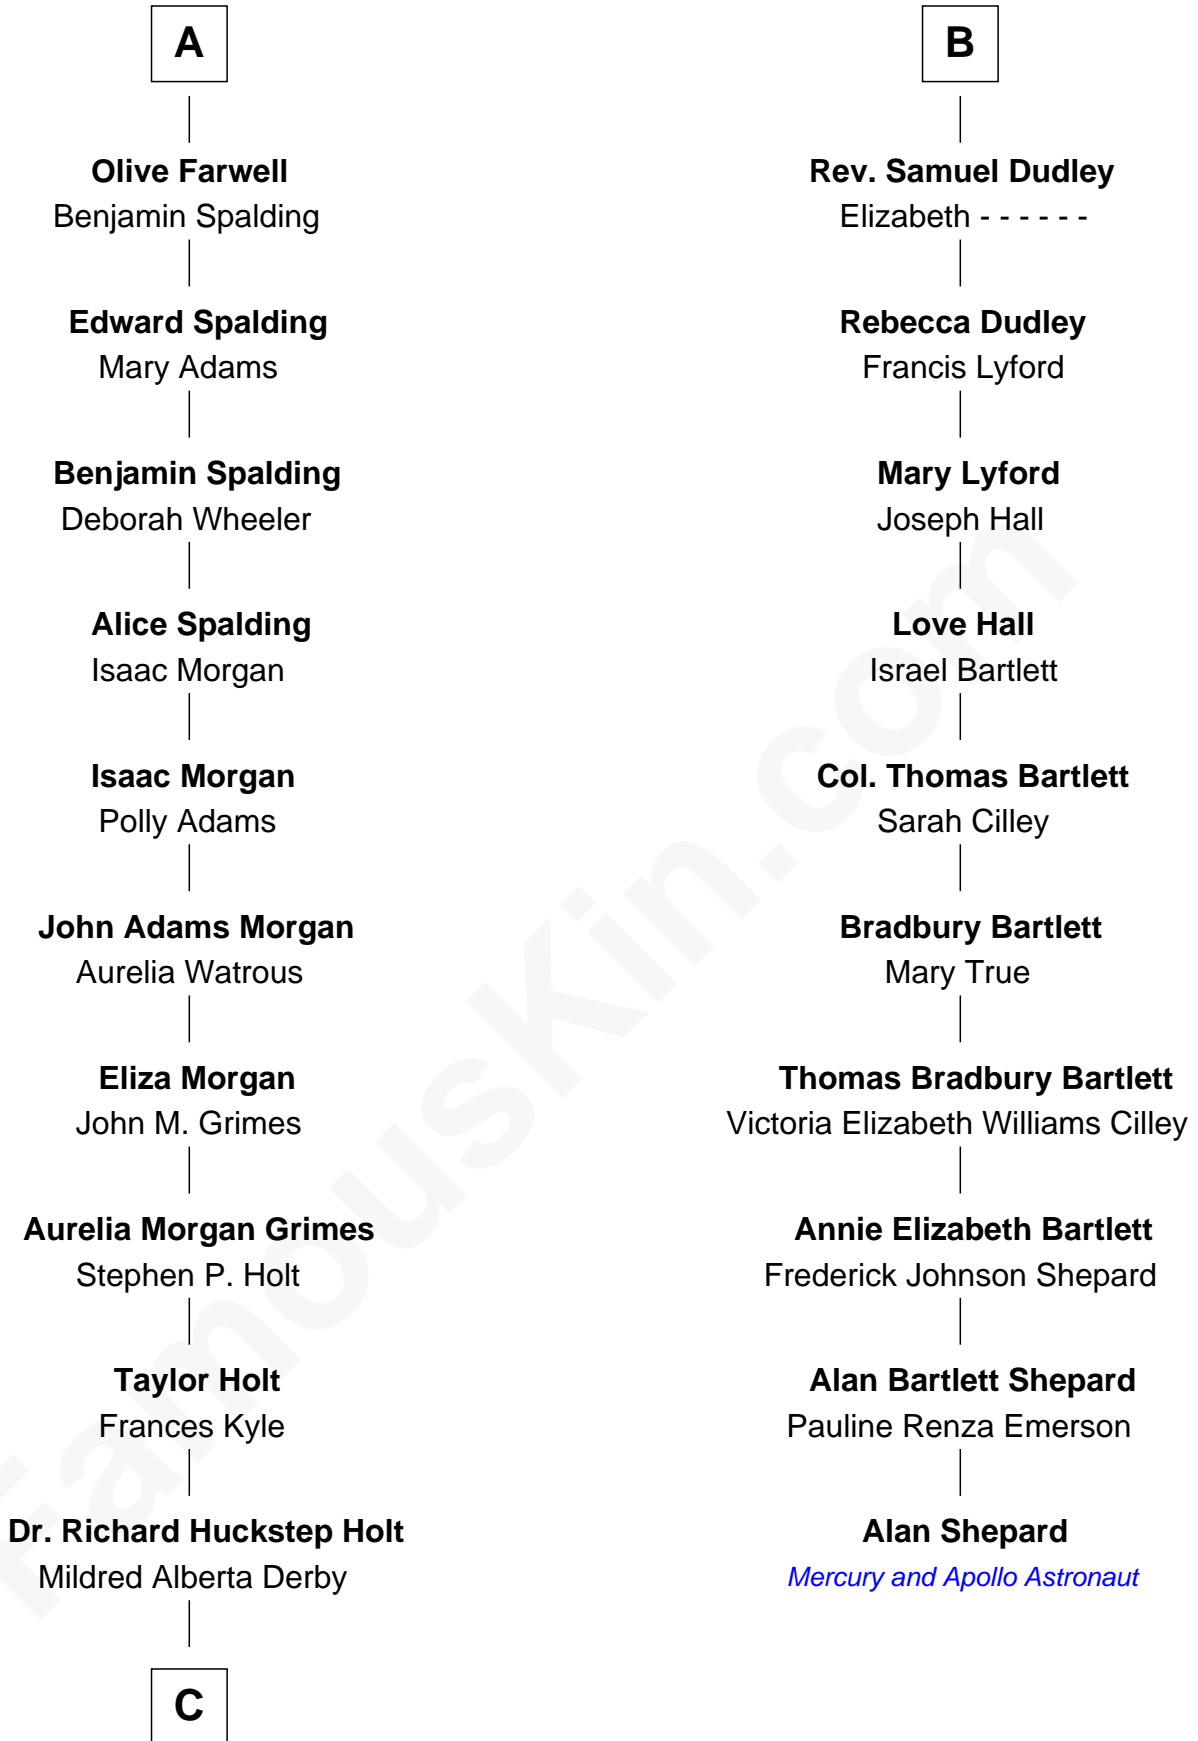 A
Olive Farwell
Benjamin Spalding
Edward Spalding
Mary Adams
Benjamin Spalding
Deborah Wheeler
Alice Spalding
Isaac Morgan
Isaac Morgan
Polly Adams
John Adams Morgan
Aurelia Watrous
Eliza Morgan
John M. Grimes
Aurelia Morgan Grimes
Stephen P. Holt
Taylor Holt
Frances Kyle
Dr. Richard Huckstep Holt
Mildred Alberta Derby
C
B
Rev. Samuel Dudley
Elizabeth - - - - - -
Rebecca Dudley
Francis Lyford
Mary Lyford
Joseph Hall
Love Hall
Israel Bartlett
Col. Thomas Bartlett
Sarah Cilley
Bradbury Bartlett
Mary True
Thomas Bradbury Bartlett
Victoria Elizabeth Williams Cilley
Annie Elizabeth Bartlett
Frederick Johnson Shepard
Alan Bartlett Shepard
Pauline Renza Emerson
Alan Shepard
Mercury and Apollo Astronaut
FamousKin.com